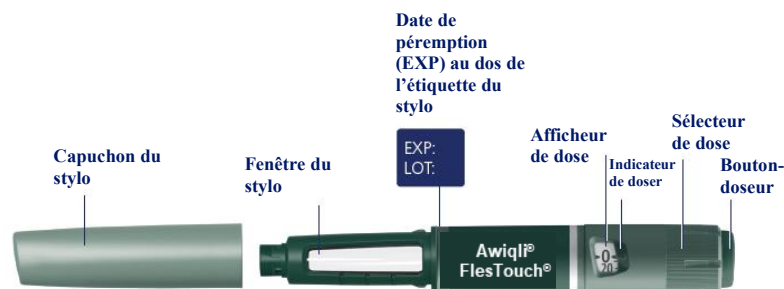 Date de
péremption
(EXP) au dos de
l’étiquette du
stylo
EXP:
LOT:
Capuchon du
stylo
Fenêtre du
stylo
Afficheur
de dose
Indicateur
de doser
Sélecteur
de dose
Bouton-
doseur
Awiqli®
FlesTouch®
0
20